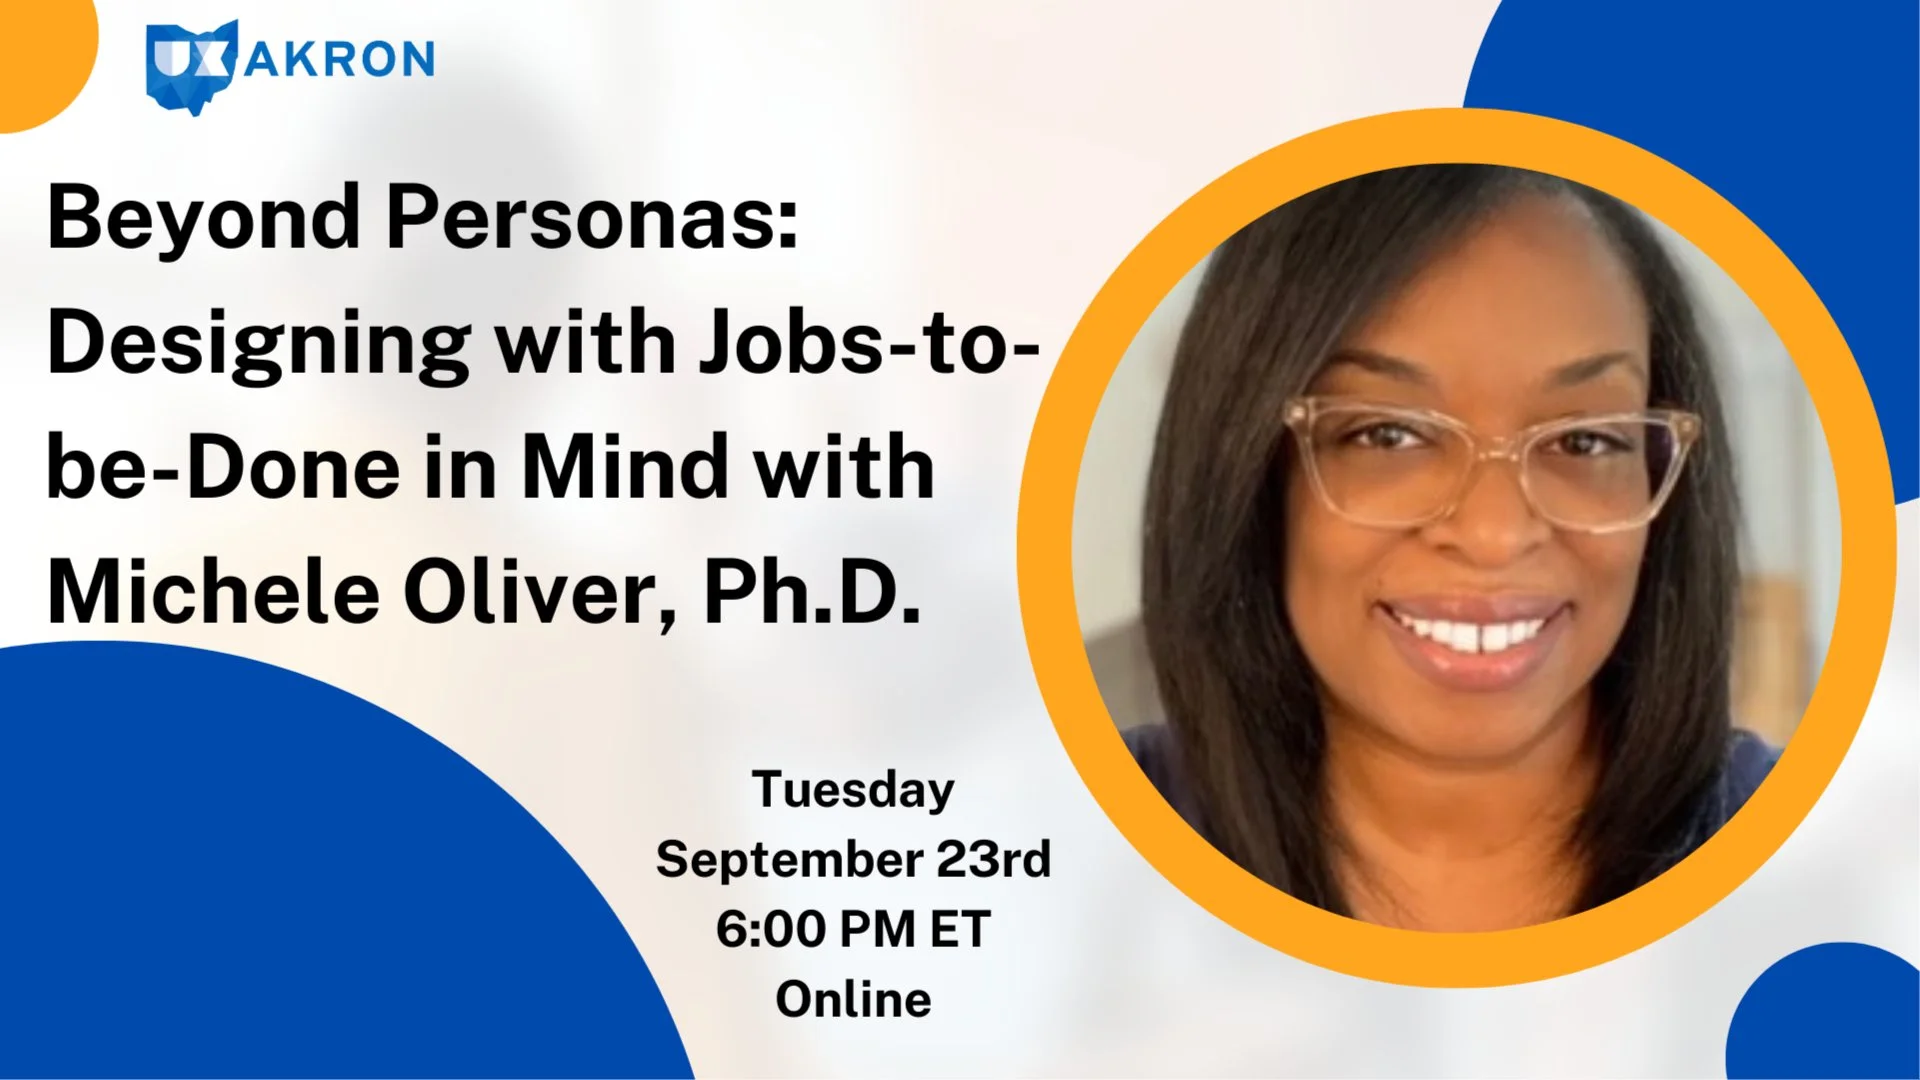 UXAKRON
Beyond Personas:
Designing with Jobs-to-
be-Done in Mind with
Michele Oliver, Ph.D.
Tuesday
September 23rd
6:00 PM ET
Online